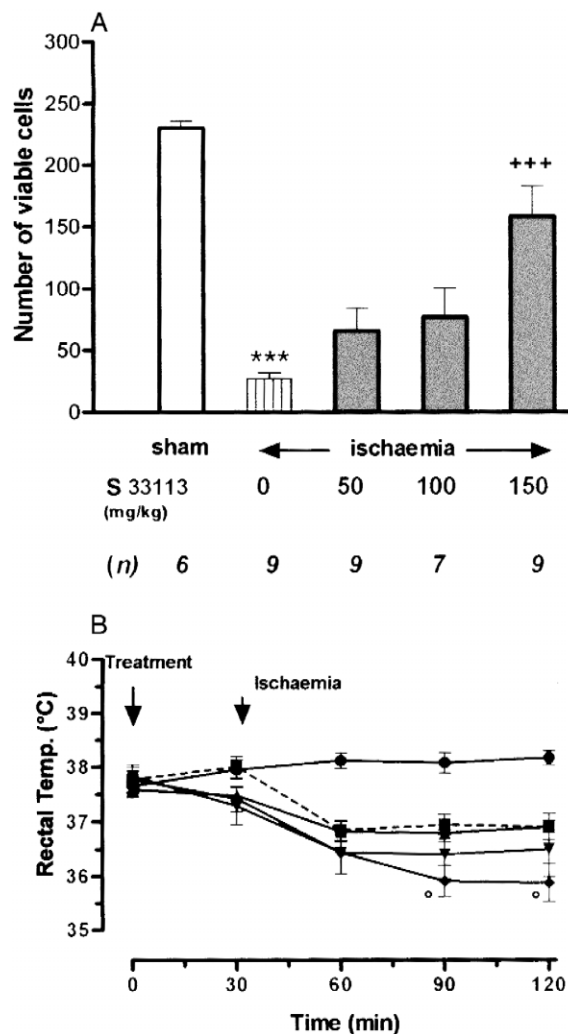 A
300
250
200
150
100
50
0
Number of viable cells
***
+++
sham ischaemia
S 33113 0 50 100 150
(mg/kg)
(n) 6 9 9 7 9
B
40
39
38
37
36
35
Rectal Temp. (°C)
Treatment
Ischaemia
0 30 60 90 120
Time (min)